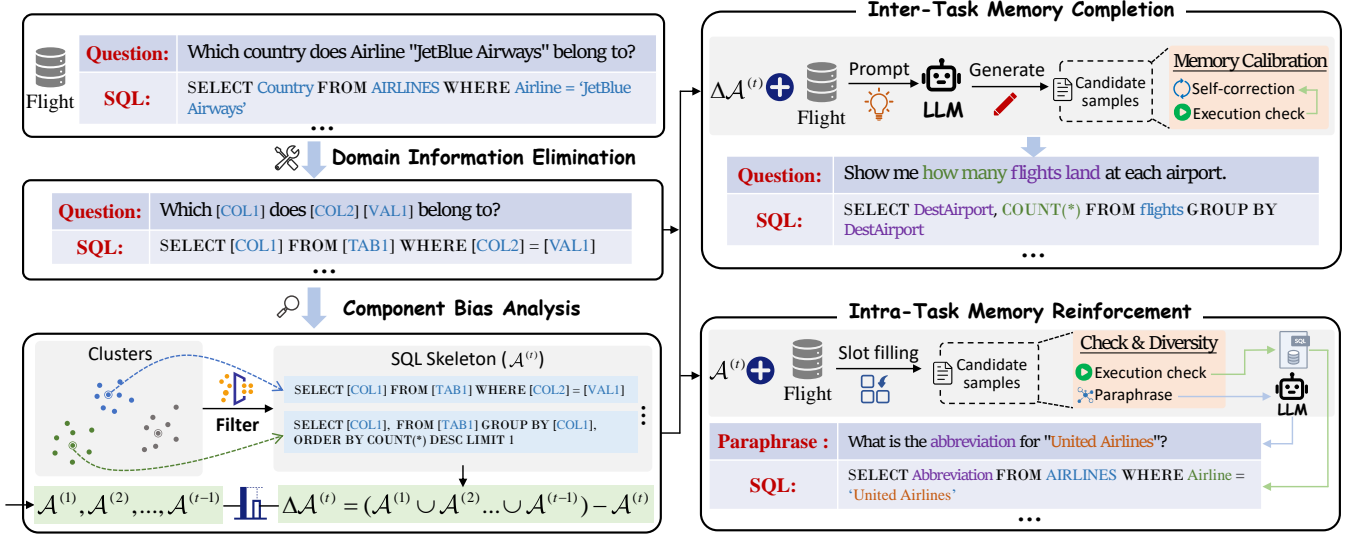 Flight
Question: Which country does Airline "JetBlue Airways" belong to?
SQL: SELECT Country FROM AIRLINES WHERE Airline = ‘JetBlue
Airways’
...
Domain Information Elimination
Question: Which [COL1] does [COL2] [VAL1] belong to?
SQL: SELECT [COL1] FROM [TAB1] WHERE [COL2] = [VAL1]
...
Component Bias Analysis
Clusters
Filter
SQL Skeleton (𝒜⁽ᵗ⁾)
SELECT [COL1] FROM [TAB1] WHERE [COL2] = [VAL1]
SELECT [COL1], FROM [TAB1] GROUP BY [COL1],
ORDER BY COUNT(*) DESC LIMIT 1
...
𝒜⁽¹⁾, 𝒜⁽²⁾, ..., 𝒜⁽ᵗ⁻¹⁾
Δ𝒜⁽ᵗ⁾ = (𝒜⁽¹⁾ ∪ 𝒜⁽²⁾... ∪ 𝒜⁽ᵗ⁻¹⁾) − 𝒜⁽ᵗ⁾
Inter-Task Memory Completion
Δ𝒜⁽ᵗ⁾
Flight
Prompt
LLM
Generate
Candidate
samples
Memory Calibration
Self-correction
Execution check
Question: Show me how many flights land at each airport.
SQL: SELECT DestAirport, COUNT(*) FROM flights GROUP BY
DestAirport
...
Intra-Task Memory Reinforcement
𝒜⁽ᵗ⁾
Flight
Slot filling
Candidate
samples
Check & Diversity
Execution check
Paraphrase
SQL
LLM
Paraphrase : What is the abbreviation for "United Airlines"?
SQL: SELECT Abbreviation FROM AIRLINES WHERE Airline =
‘United Airlines’
...